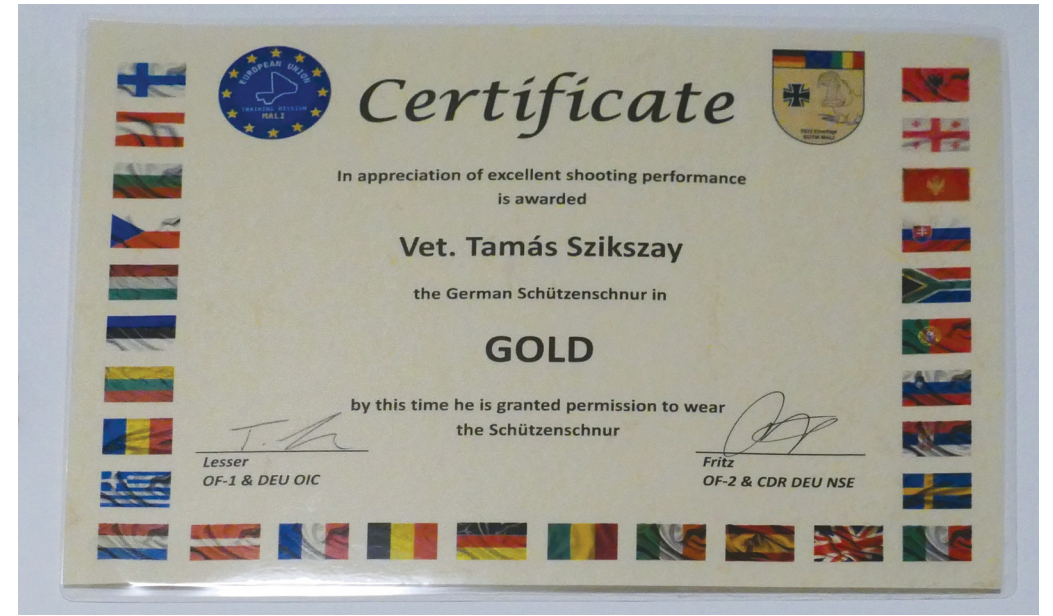 EUROPEAN UNION
TRAINING MISSION
MALI
Certificate
EUTM MALI
In appreciation of excellent shooting performance
is awarded
Vet. Tamás Szikszay
the German Schützenschnur in
GOLD
by this time he is granted permission to wear
the Schützenschnur
Lesser
OF-1 & DEU OIC
Fritz
OF-2 & CDR DEU NSE